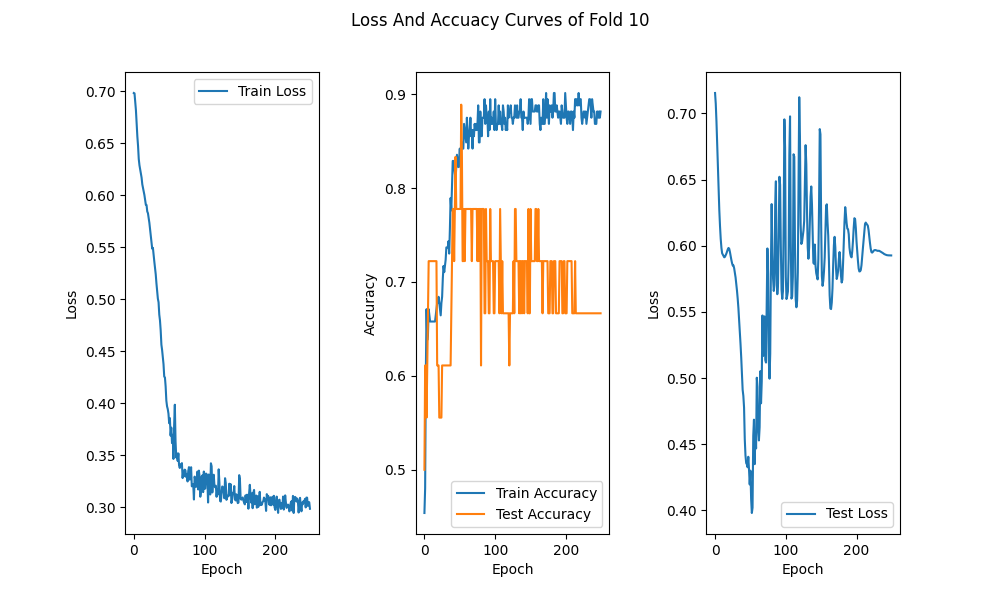 Loss And Accuacy Curves of Fold 10
0.70
0.65
0.60
0.55
0.50
0.45
0.40
0.35
0.30
Loss
0 100 200
Epoch
Train Loss
0.9
0.8
0.7
0.6
0.5
Accuracy
0 100 200
Epoch
Train Accuracy
Test Accuracy
0.70
0.65
0.60
0.55
0.50
0.45
0.40
Loss
0 100 200
Epoch
Test Loss